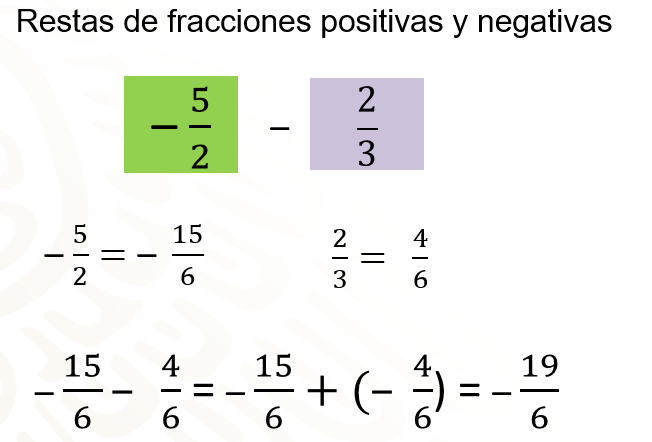 Restas de fracciones positivas y negativas
− 5/2 − 2/3
− 5/2 = − 15/6    2/3 = 4/6
− 15/6 − 4/6 = − 15/6 + (− 4/6) = − 19/6